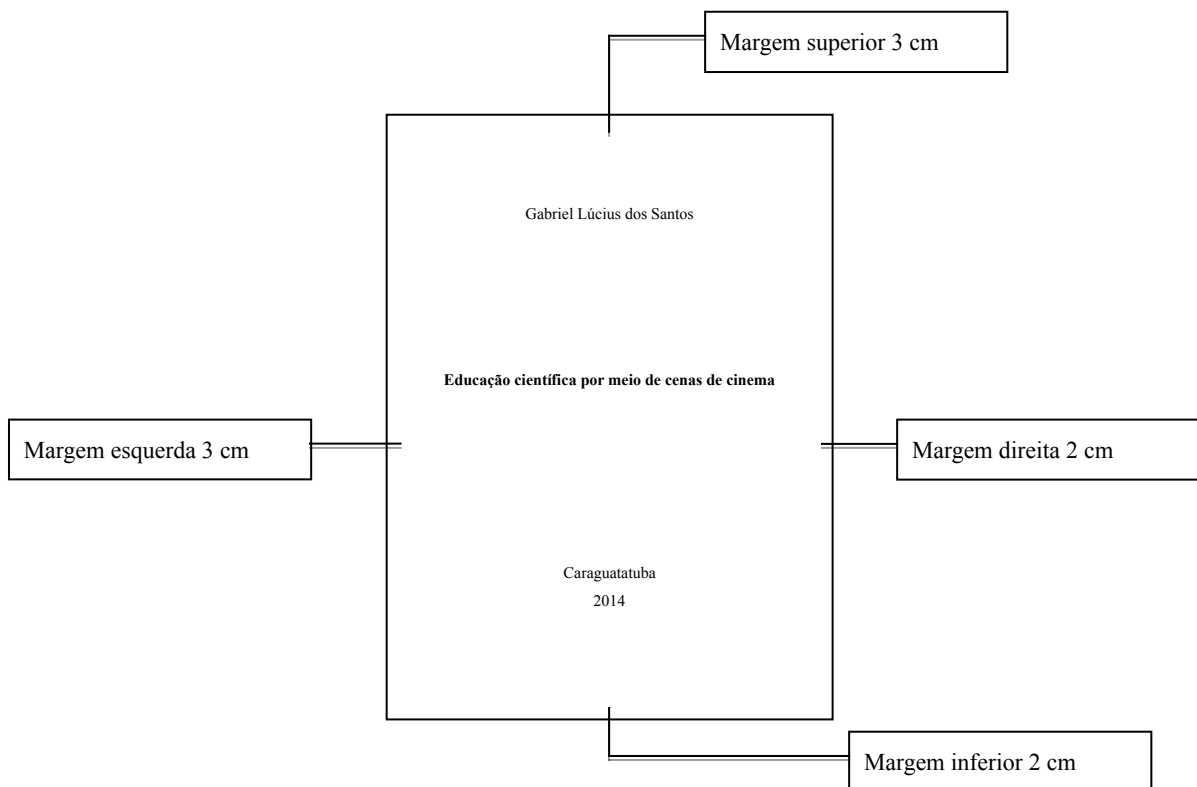 Margem superior 3 cm
Gabriel Lúcius dos Santos
Educação científica por meio de cenas de cinema
Margem esquerda 3 cm
Margem direita 2 cm
Caraguatatuba
2014
Margem inferior 2 cm